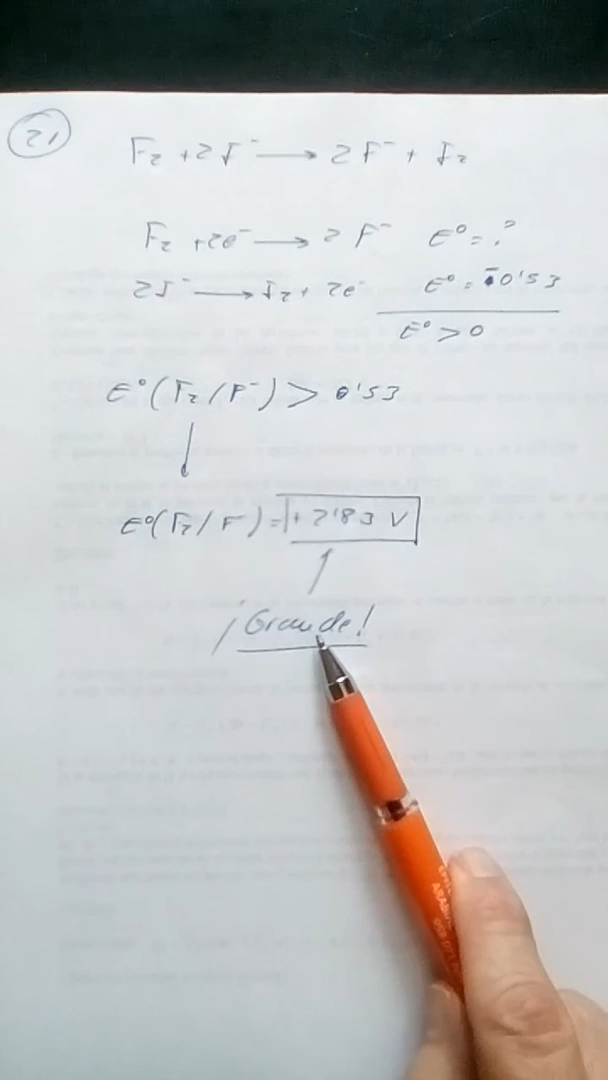 21
F₂ + 2I⁻ → 2F⁻ + I₂
F₂ + 2e⁻ → 2F⁻ E° = ?
2I⁻ → I₂ + 2e⁻ E° = -0'53
E° > 0
E°(F₂/F⁻) > 0'53
E°(F₂/F⁻) = + 2'83 V
¡Grande!